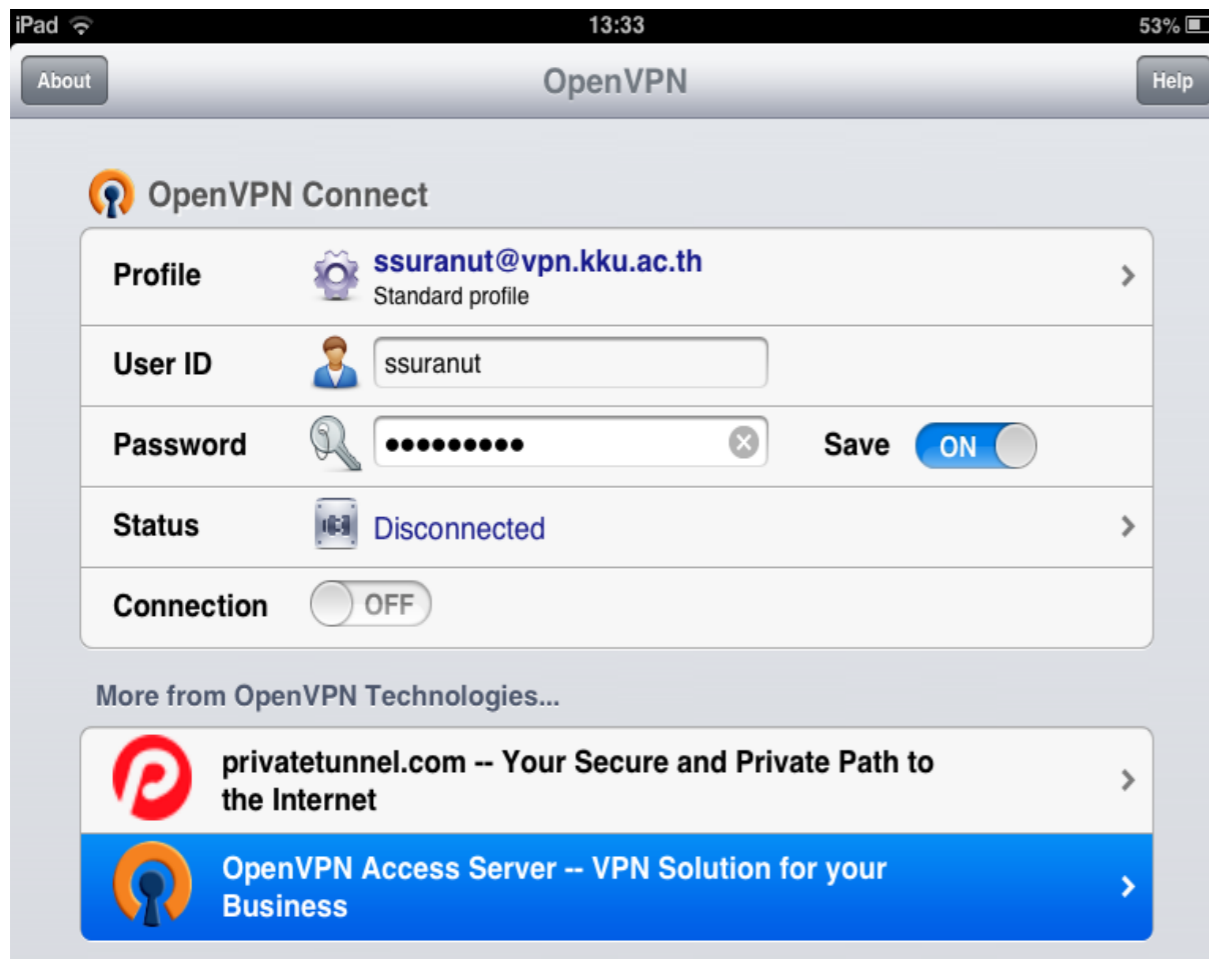 iPad 13:33 53%
About OpenVPN Help
OpenVPN Connect
Profile ssuranut@vpn.kku.ac.th
Standard profile
User ID ssuranut
Password ●●●●●●●●● Save ON
Status Disconnected
Connection OFF
More from OpenVPN Technologies...
privatetunnel.com -- Your Secure and Private Path to
the Internet
OpenVPN Access Server -- VPN Solution for your
Business